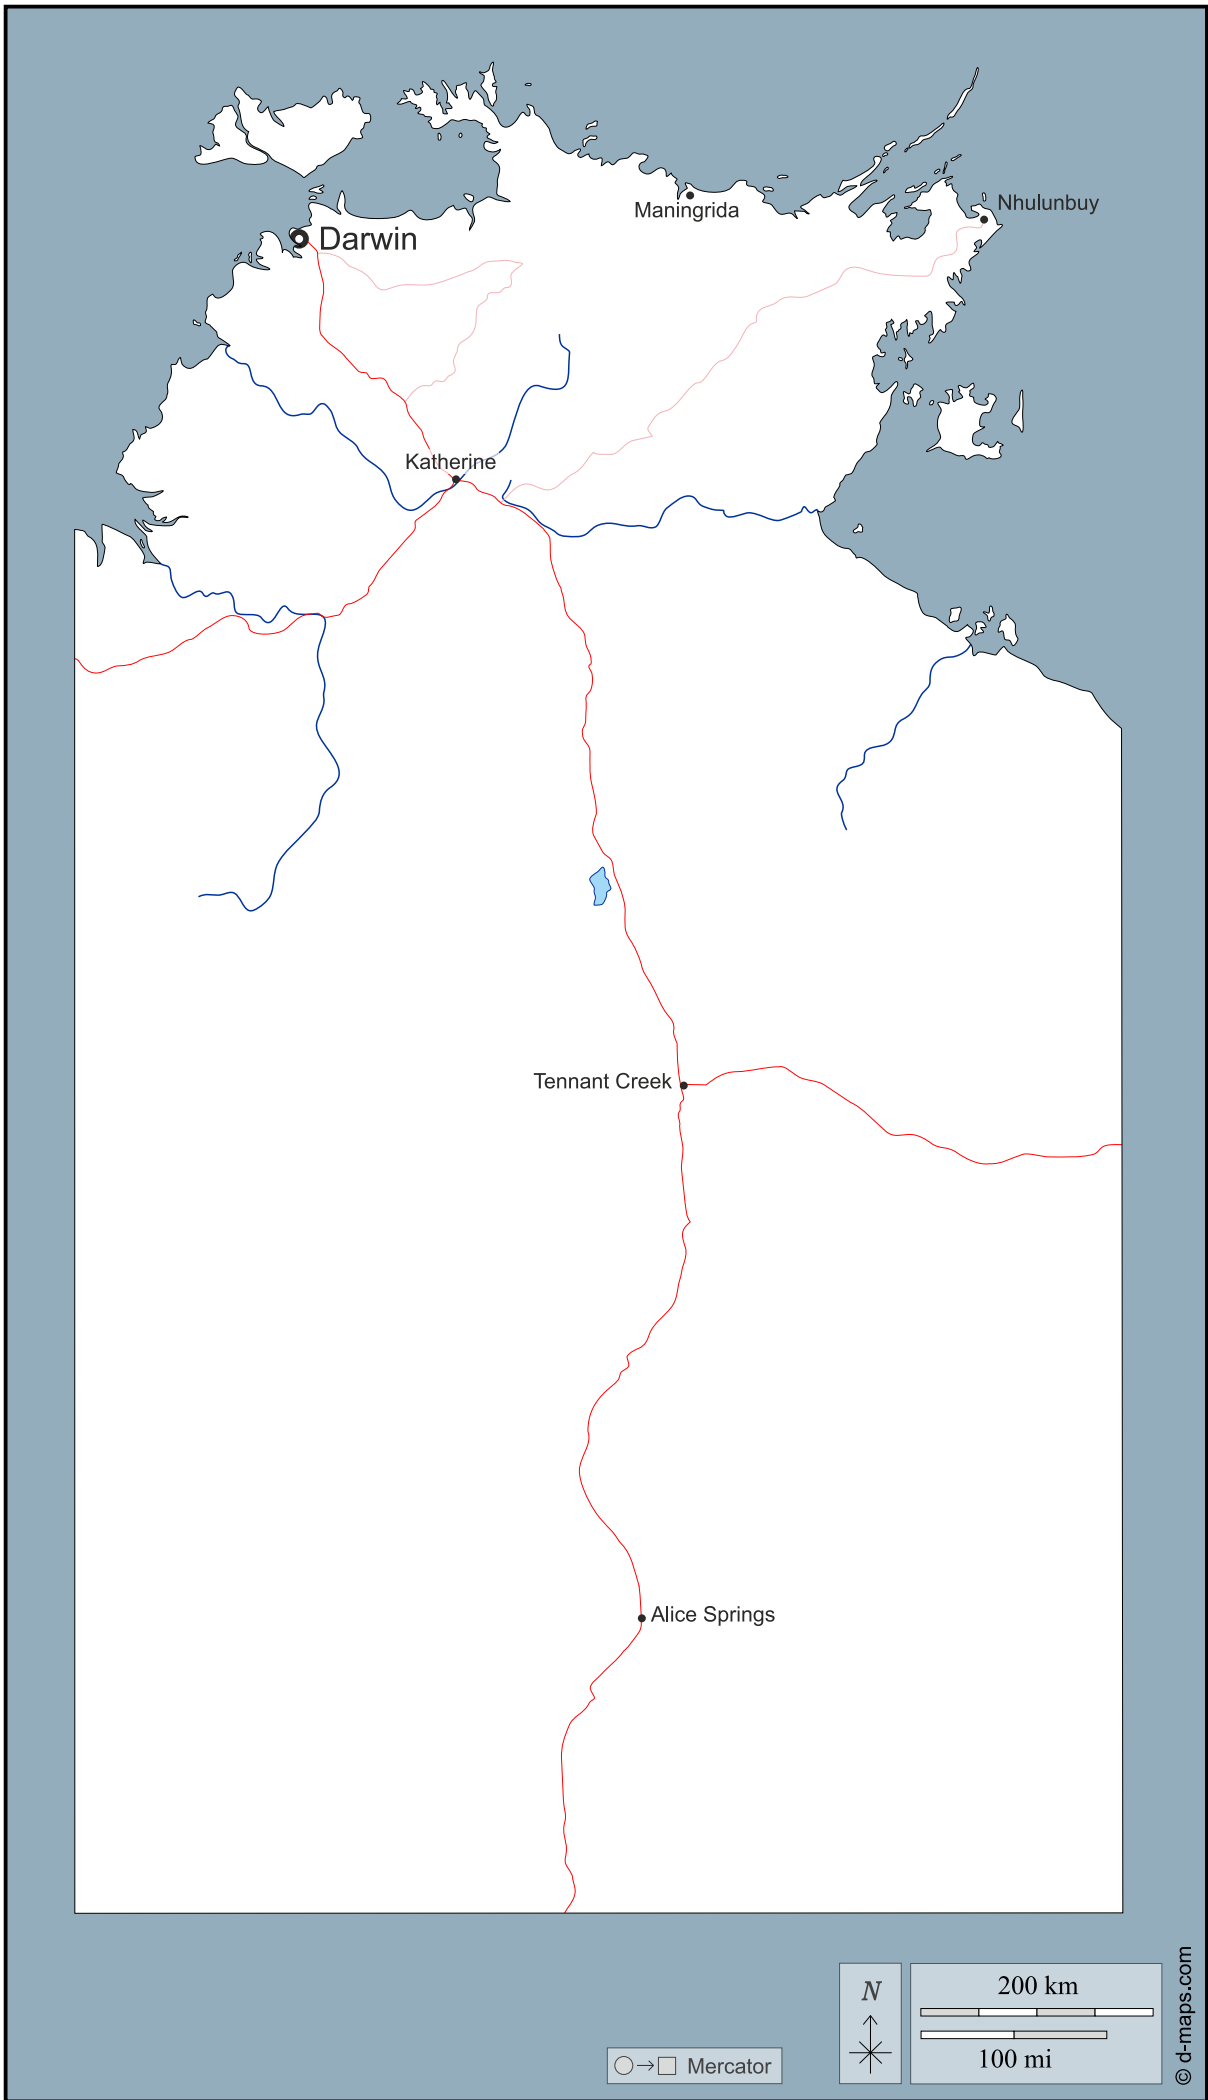 Maningrida
Nhulunbuy
Darwin
Katherine
Tennant Creek
Alice Springs
N
200 km
100 mi
Mercator
© d-maps.com